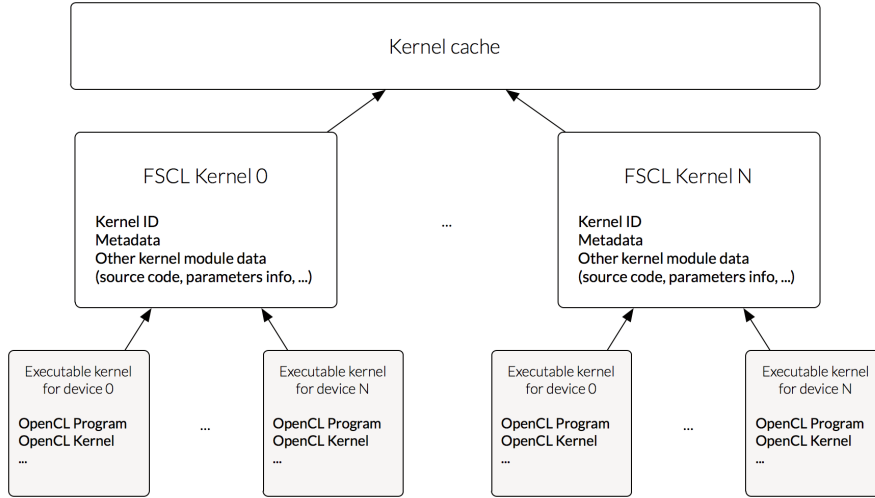 Kernel cache
FSCL Kernel 0
Kernel ID
Metadata
Other kernel module data
(source code, parameters info, ...)
...
FSCL Kernel N
Kernel ID
Metadata
Other kernel module data
(source code, parameters info, ...)
Executable kernel
for device 0
OpenCL Program
OpenCL Kernel
...
...
Executable kernel
for device N
OpenCL Program
OpenCL Kernel
...
Executable kernel
for device 0
OpenCL Program
OpenCL Kernel
...
...
Executable kernel
for device N
OpenCL Program
OpenCL Kernel
...